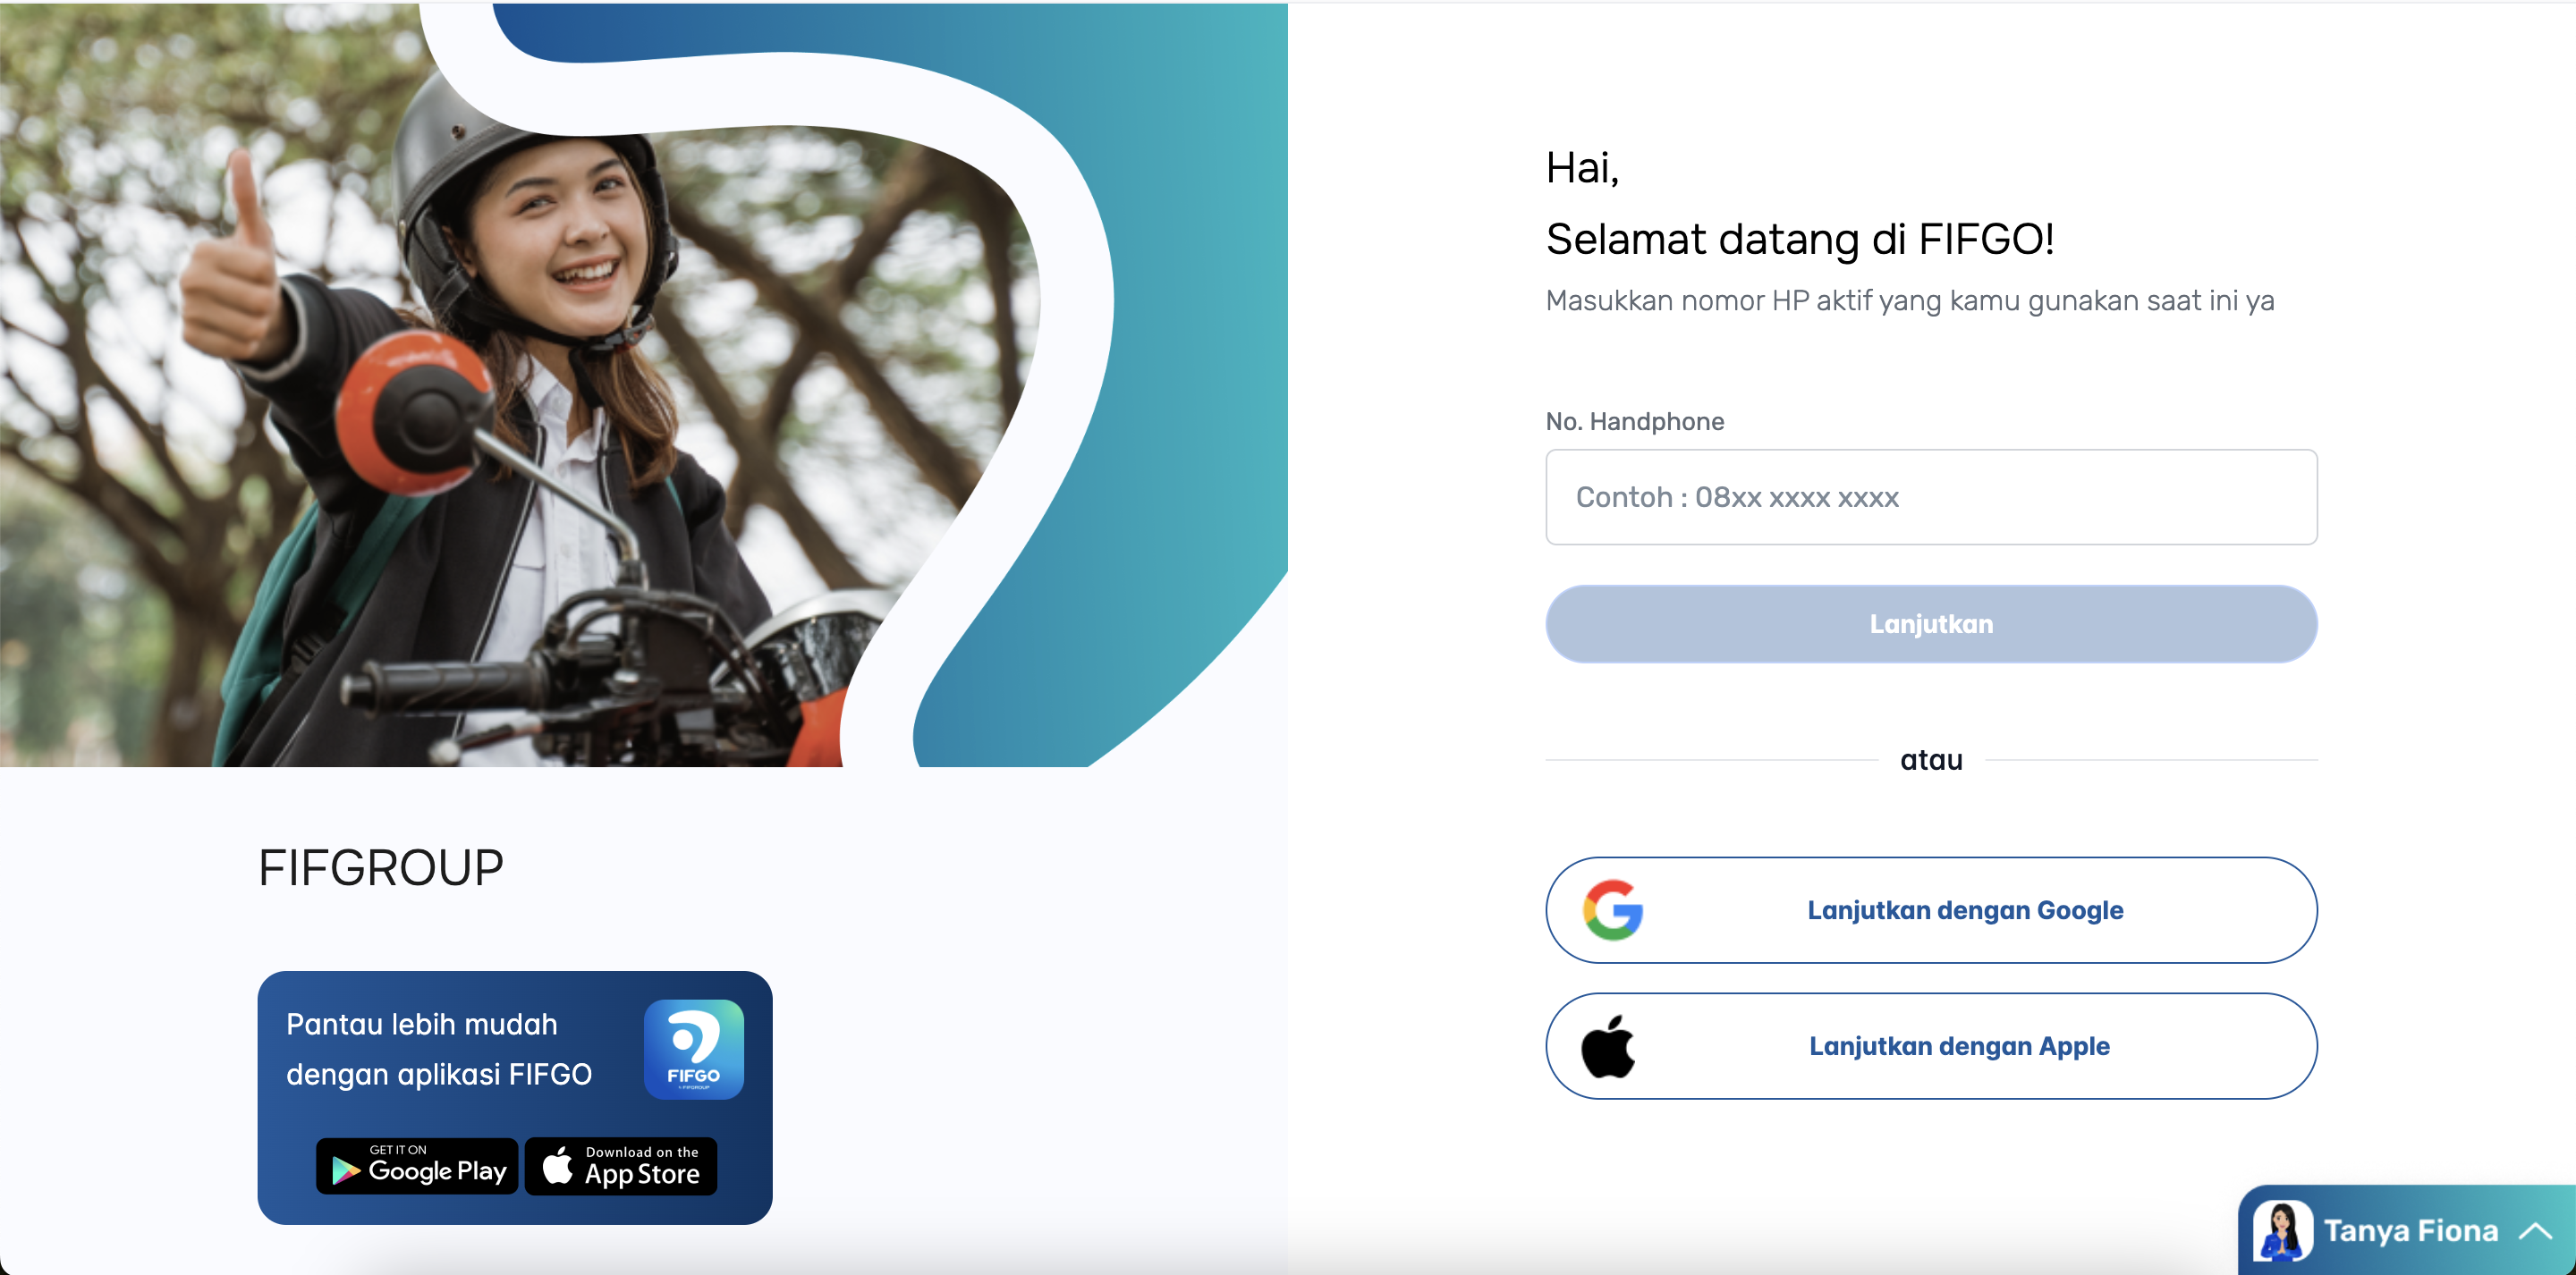 Hai,
Selamat datang di FIFGO!
Masukkan nomor HP aktif yang kamu gunakan saat ini ya
No. Handphone
Contoh : 08xx xxxx xxxx
Lanjutkan
atau
Lanjutkan dengan Google
Lanjutkan dengan Apple
FIFGROUP
Pantau lebih mudah
dengan aplikasi FIFGO
FIFGO
GET IT ON
Google Play
Download on the
App Store
Tanya Fiona